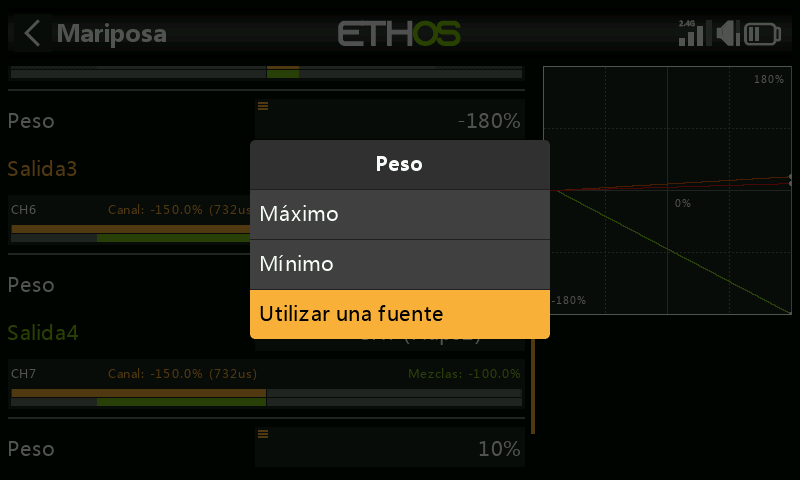 Mariposa
ETHOS
2.4G
180%
Peso
-180%
Peso
Salida3
Máximo
CH6
Canal: -150.0% (732us
0%
Mínimo
Peso
-180%
Utilizar una fuente
Salida4
CH7
Canal: -150.0% (732us)
Mezclas: -100.0%
Peso
10%